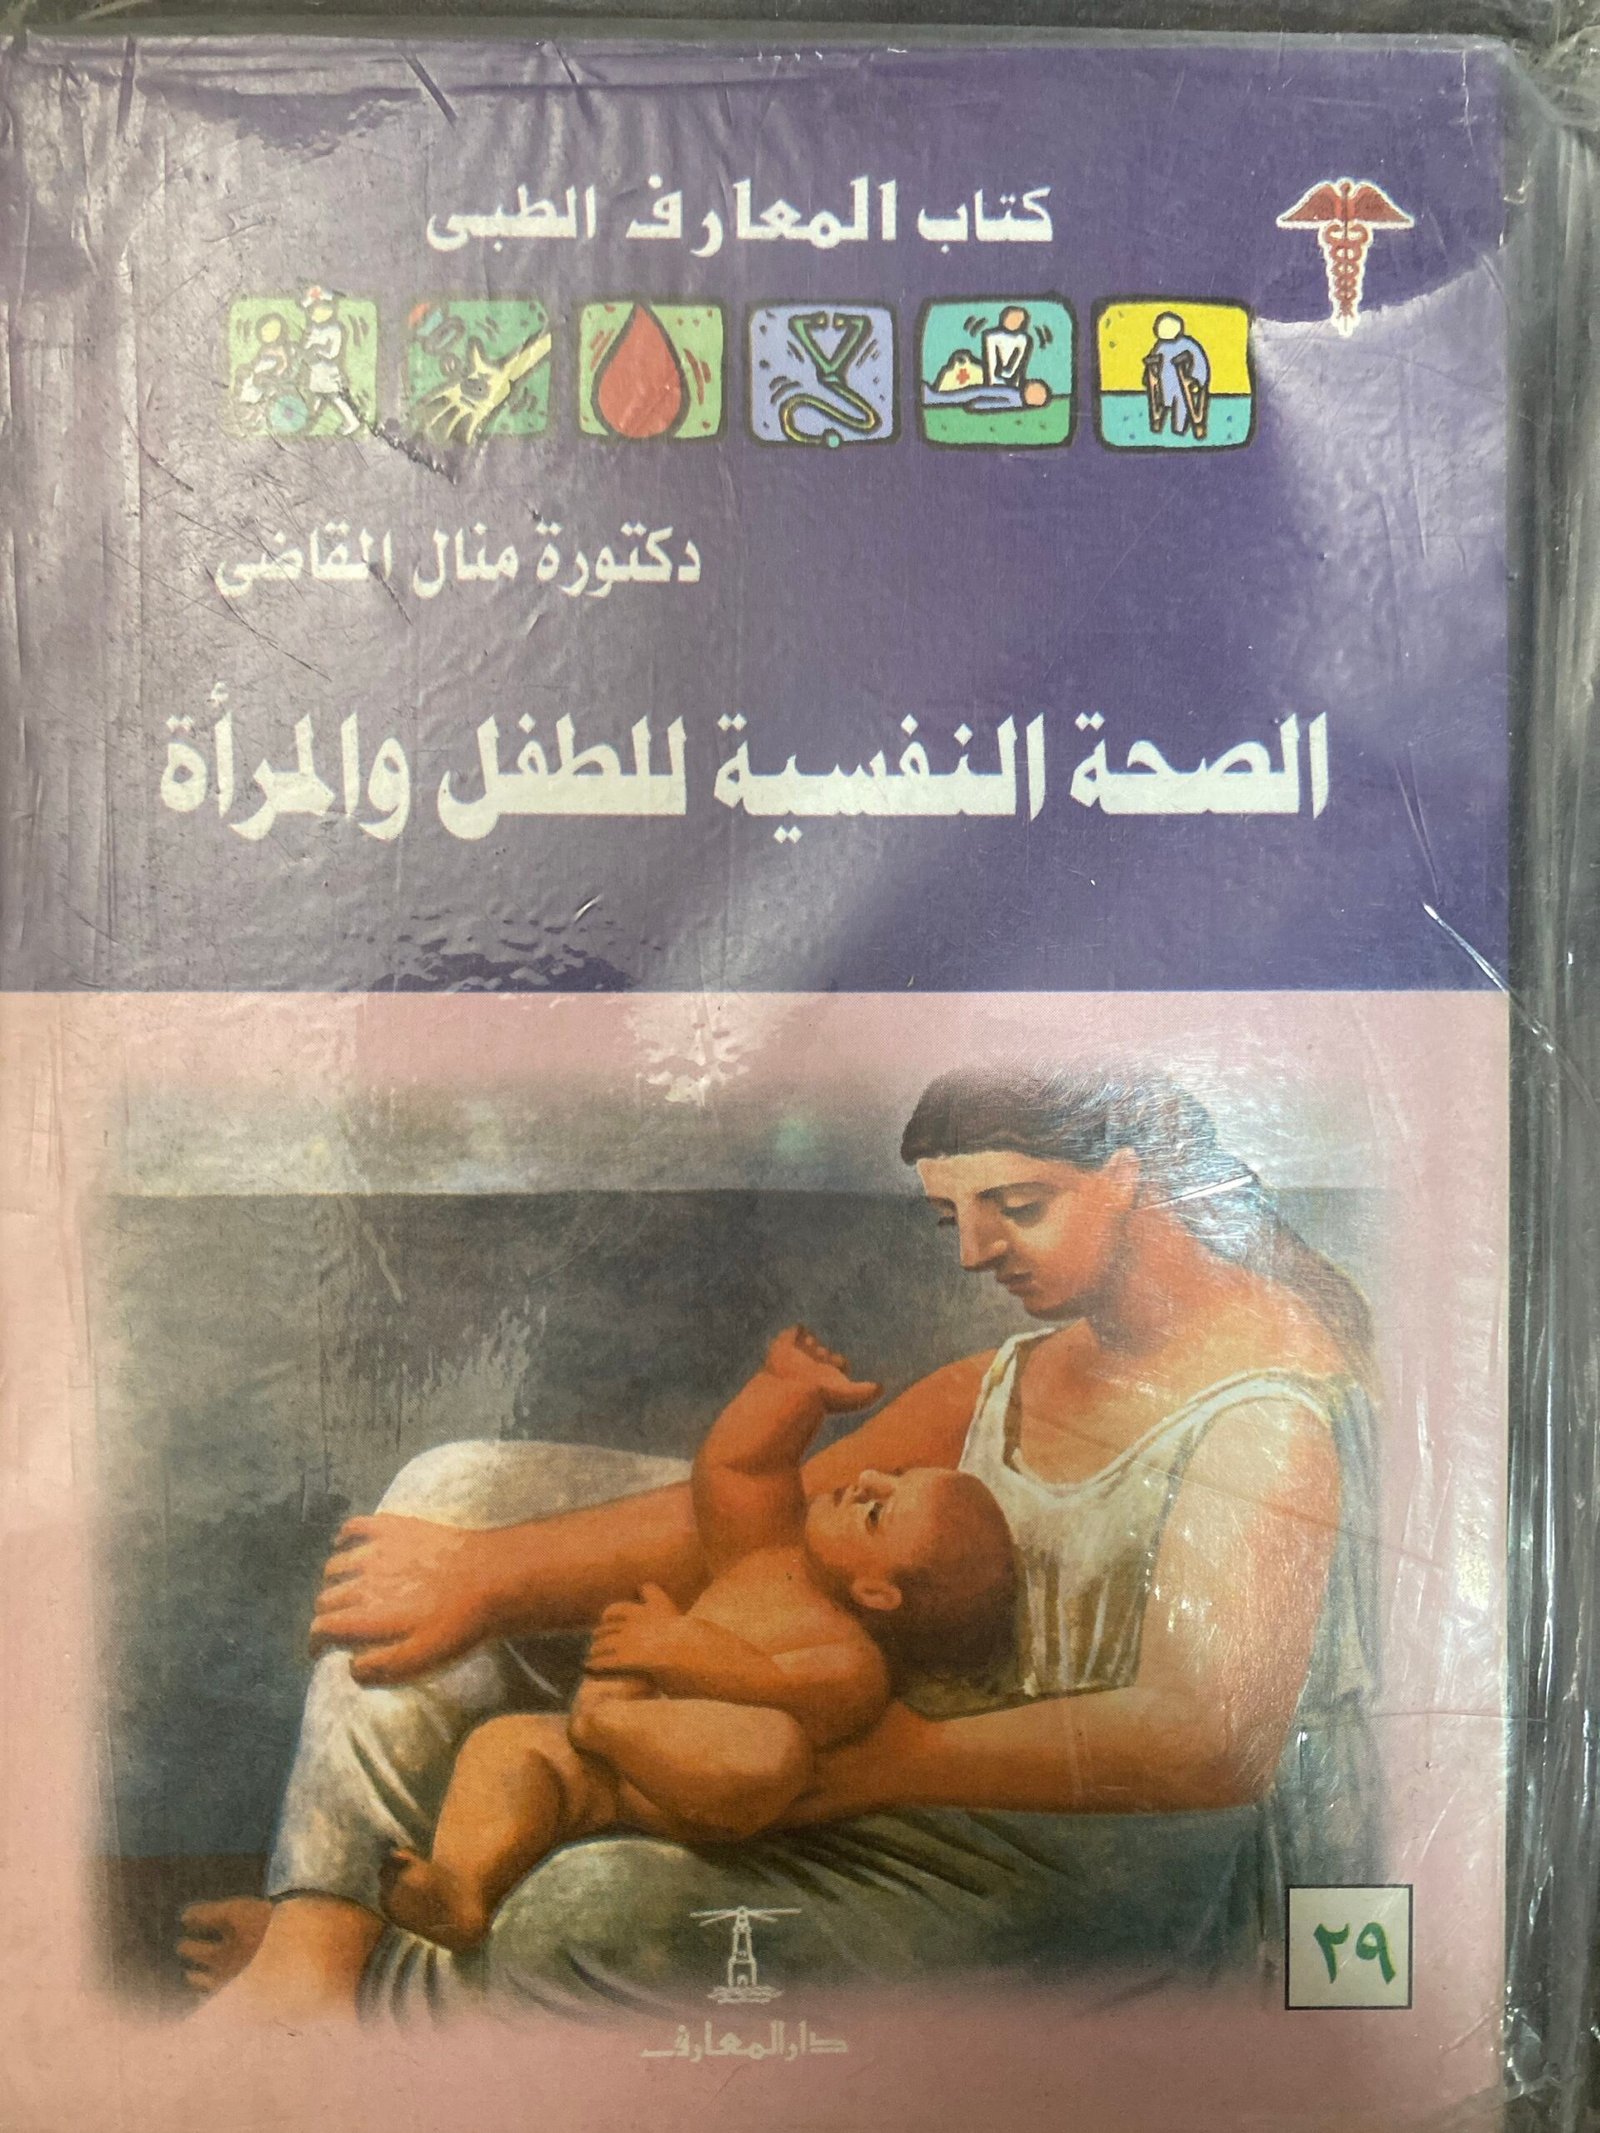 كتاب المعارف الطبى
دكتورة منال القاضى
الصحة النفسية للطفل والمرأة
٢٩
دار المعارف